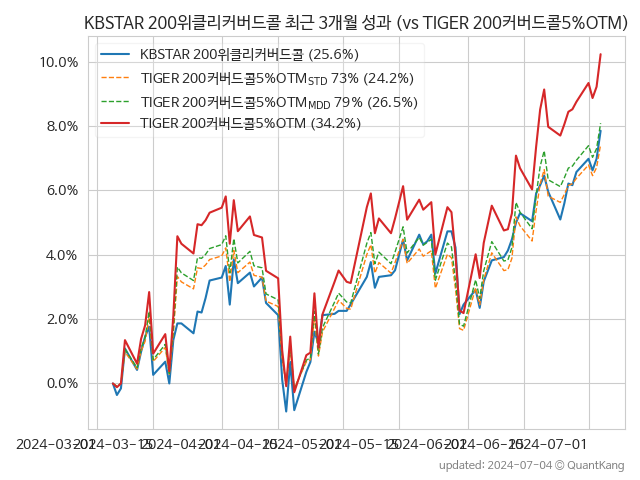 KBSTAR 200위클리커버드콜 최근 3개월 성과 (vs TIGER 200커버드콜5%OTM)
KBSTAR 200위클리커버드콜 (25.6%)
TIGER 200커버드콜5%OTM_STD 73% (24.2%)
TIGER 200커버드콜5%OTM_MDD 79% (26.5%)
TIGER 200커버드콜5%OTM (34.2%)
10.0%
8.0%
6.0%
4.0%
2.0%
0.0%
2024-03-01 2024-03-15 2024-04-01 2024-04-15 2024-05-01 2024-05-15 2024-06-01 2024-06-15 2024-07-01
updated: 2024-07-04 © QuantKang